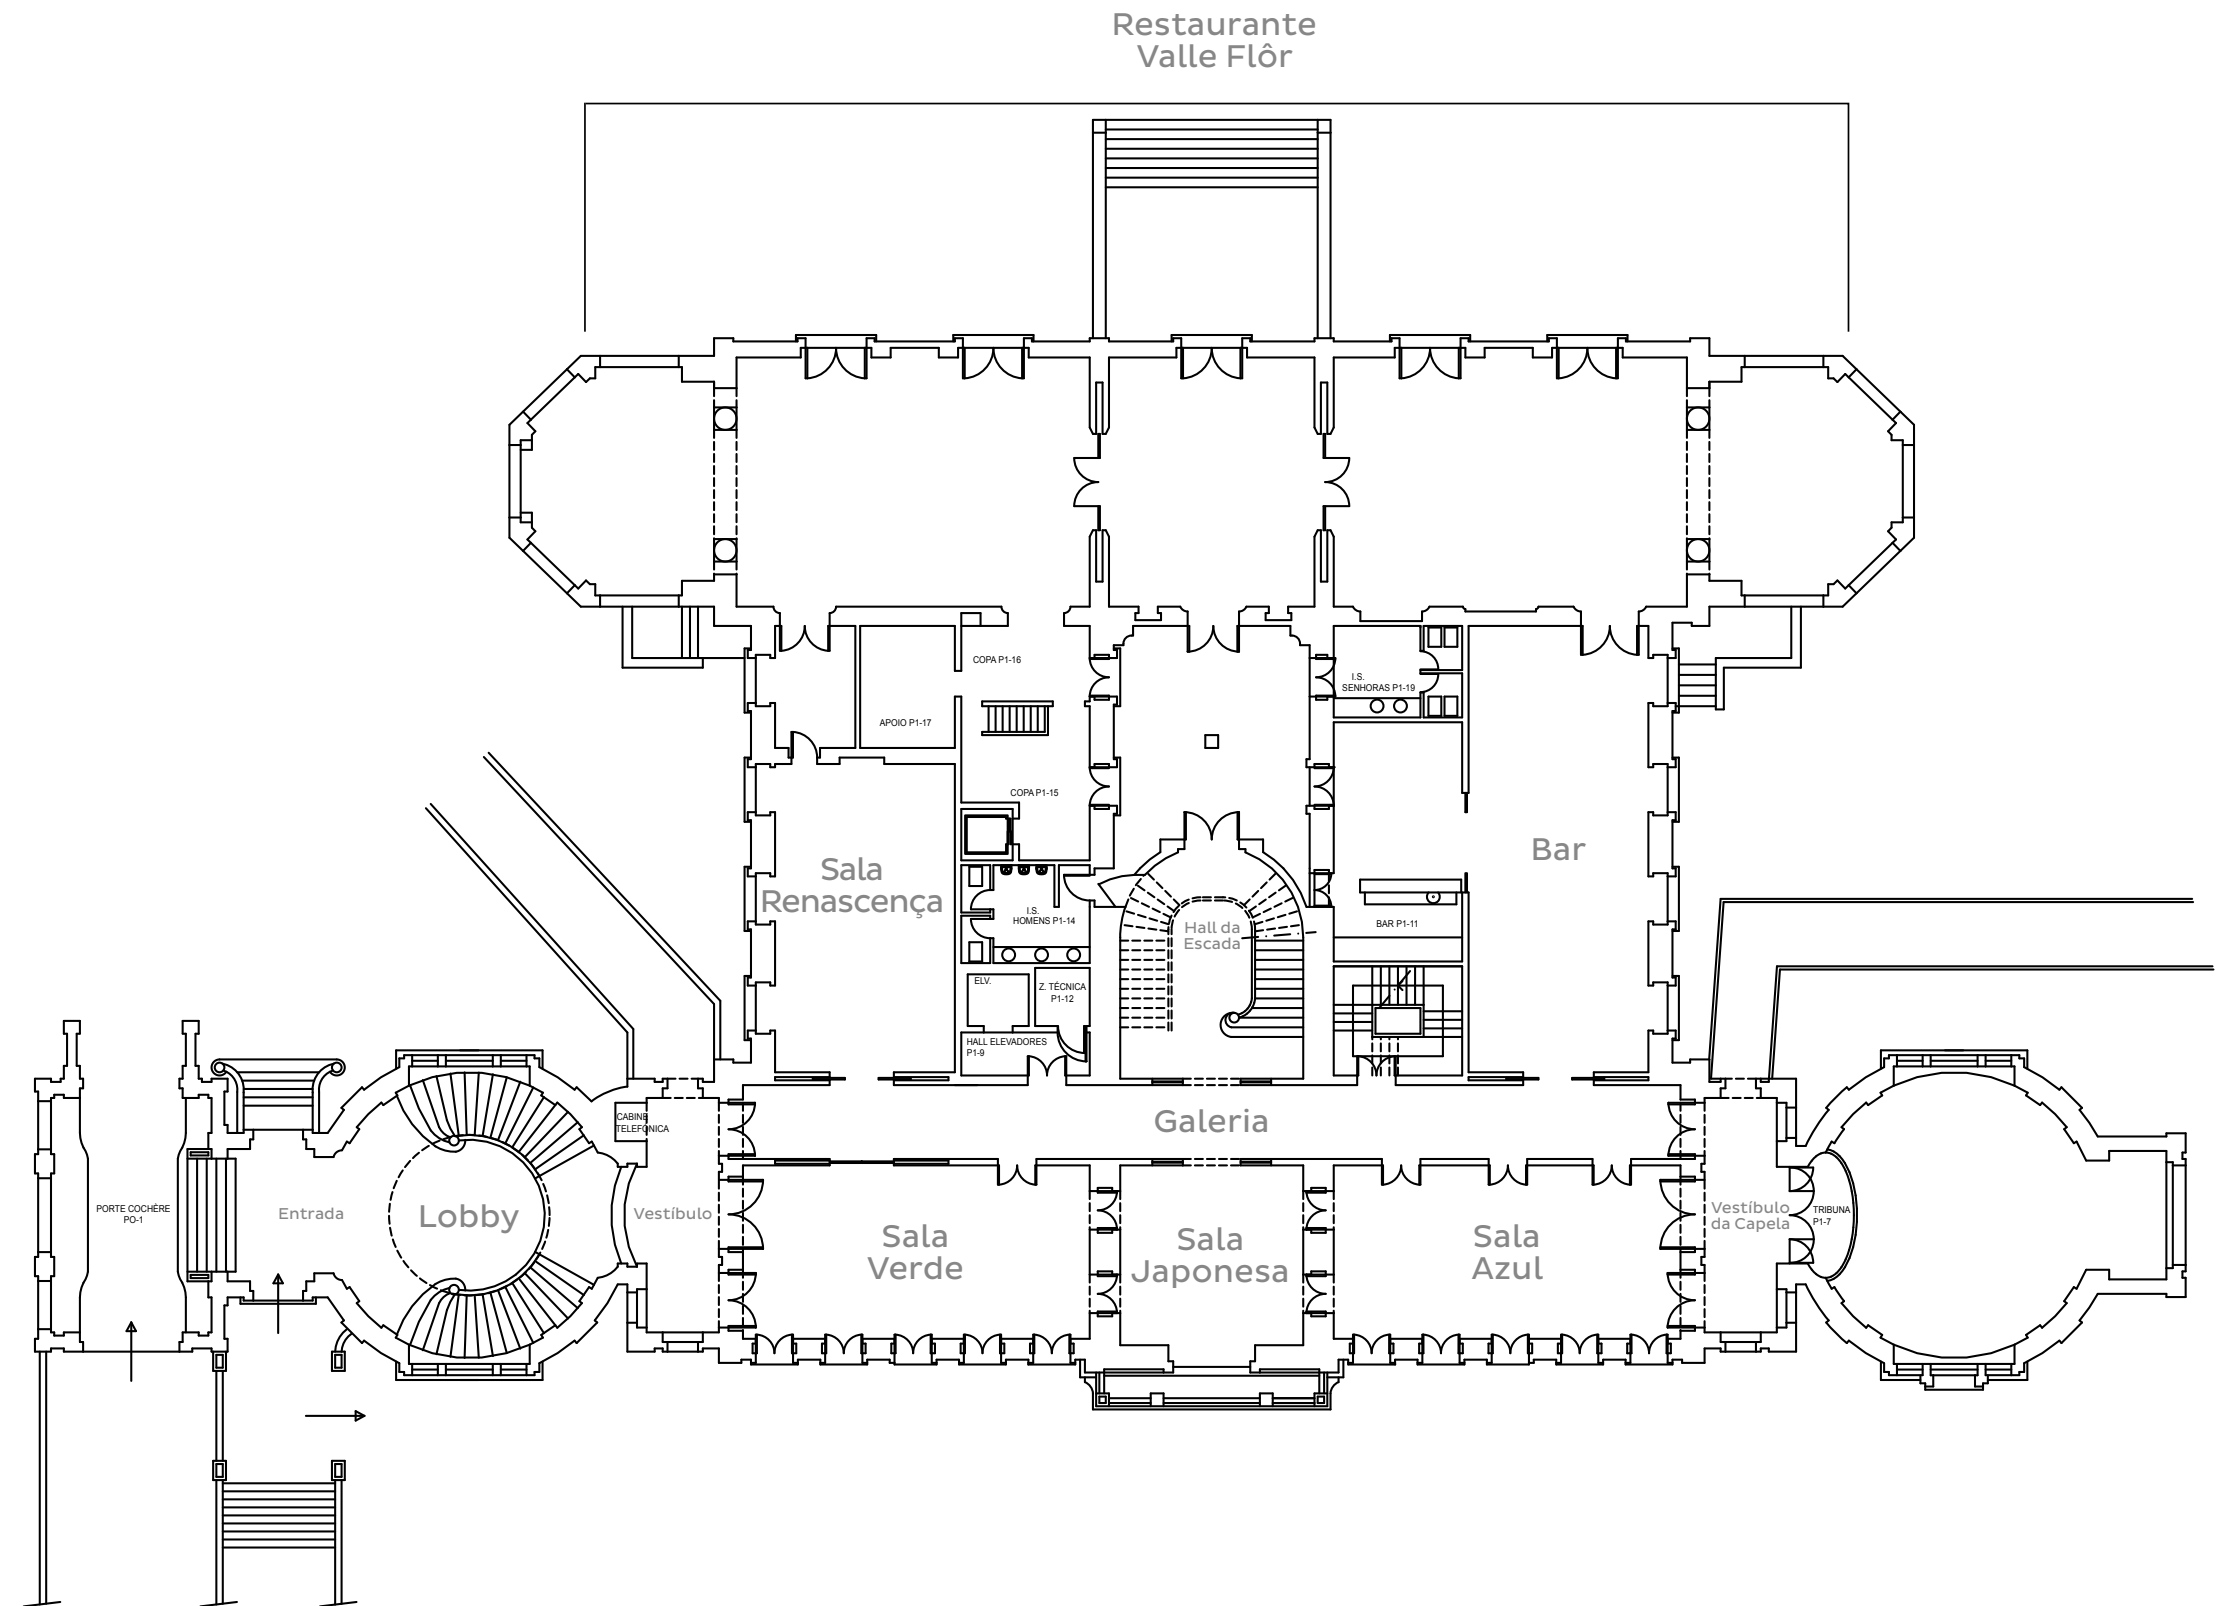 Restaurante
Valle Flôr
COPA P1-16
I.S.
SENHORAS P1-19
APOIO P1-17
COPA P1-15
Sala
Renascença
Bar
I.S.
HOMENS P1-14
Hall da
Escada
BAR P1-11
ELV.
Z. TÉCNICA
P1-12
HALL ELEVADORES
P1-9
CABINE
TELEFONICA
Galeria
PORTE COCHÈRE
PO-1
Entrada
Lobby
Vestíbulo
Sala
Verde
Sala
Japonesa
Sala
Azul
Vestíbulo
da Capela
TRIBUNA
P1-7